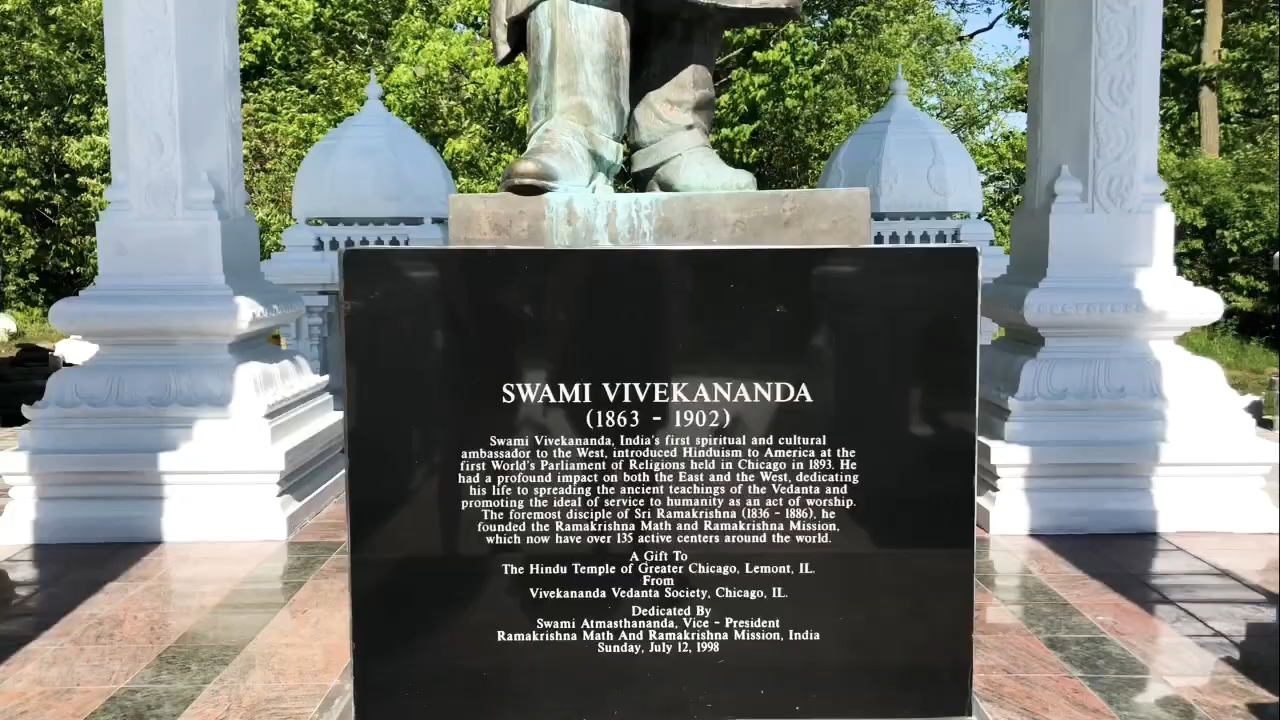 SWAMI VIVEKANANDA
(1863 - 1902)
Swami Vivekananda, India's first spiritual and cultural
ambassador to the West, introduced Hinduism to America at the
first World's Parliament of Religions held in Chicago in 1893. He
had a profound impact on both the East and the West, dedicating
his life to spreading the ancient teachings of the Vedanta and
promoting the ideal of service to humanity as an act of worship.
The foremost disciple of Sri Ramakrishna (1836 - 1886), he
founded the Ramakrishna Math and Ramakrishna Mission,
which now have over 135 active centers around the world.
A Gift To
The Hindu Temple of Greater Chicago, Lemont, IL.
From
Vivekananda Vedanta Society, Chicago, IL.
Dedicated By
Swami Atmasthananda, Vice - President
Ramakrishna Math And Ramakrishna Mission, India
Sunday, July 12, 1998